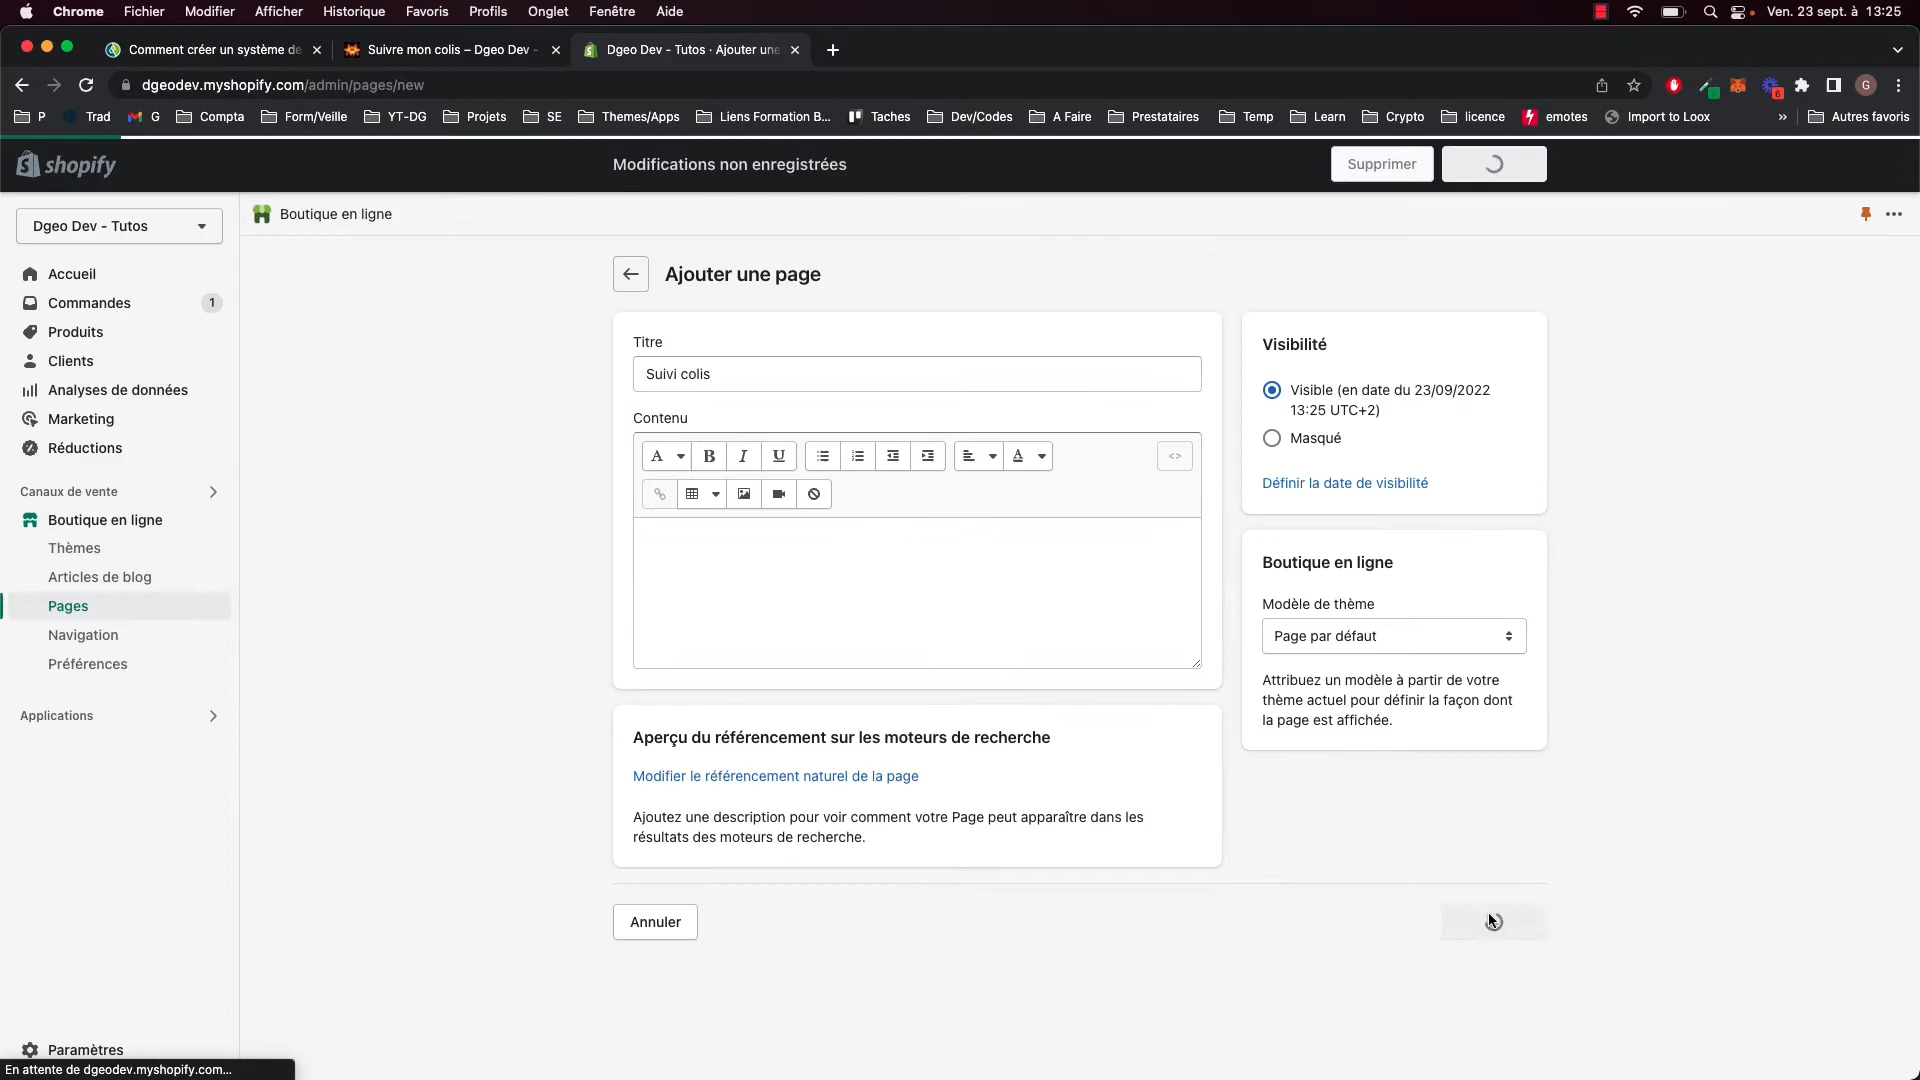 Chrome Fichier Modifier Afficher Historique Favoris Profils Onglet Fenêtre Aide Ven. 23 sept. à 13:25
Comment créer un système de Suivre mon colis – Dgeo Dev - Dgeo Dev - Tutos · Ajouter une
dgeodev.myshopify.com/admin/pages/new G
P Trad G Compta Form/Veille YT-DG Projets SE Themes/Apps Liens Formation B... Taches Dev/Codes A Faire Prestataires Temp Learn Crypto licence emotes Import to Loox » Autres favoris
shopify Modifications non enregistrées Supprimer
Dgeo Dev - Tutos
Boutique en ligne
Accueil
Commandes 1
Produits
Clients
Analyses de données
Marketing
Réductions
Canaux de vente
Boutique en ligne
Thèmes
Articles de blog
Pages
Navigation
Préférences
Applications
Paramètres
En attente de dgeodev.myshopify.com...
Ajouter une page
Titre
Suivi colis
Contenu
A B I U A <>
Aperçu du référencement sur les moteurs de recherche
Modifier le référencement naturel de la page
Ajoutez une description pour voir comment votre Page peut apparaître dans les
résultats des moteurs de recherche.
Annuler
Visibilité
Visible (en date du 23/09/2022
13:25 UTC+2)
Masqué
Définir la date de visibilité
Boutique en ligne
Modèle de thème
Page par défaut
Attribuez un modèle à partir de votre
thème actuel pour définir la façon dont
la page est affichée.